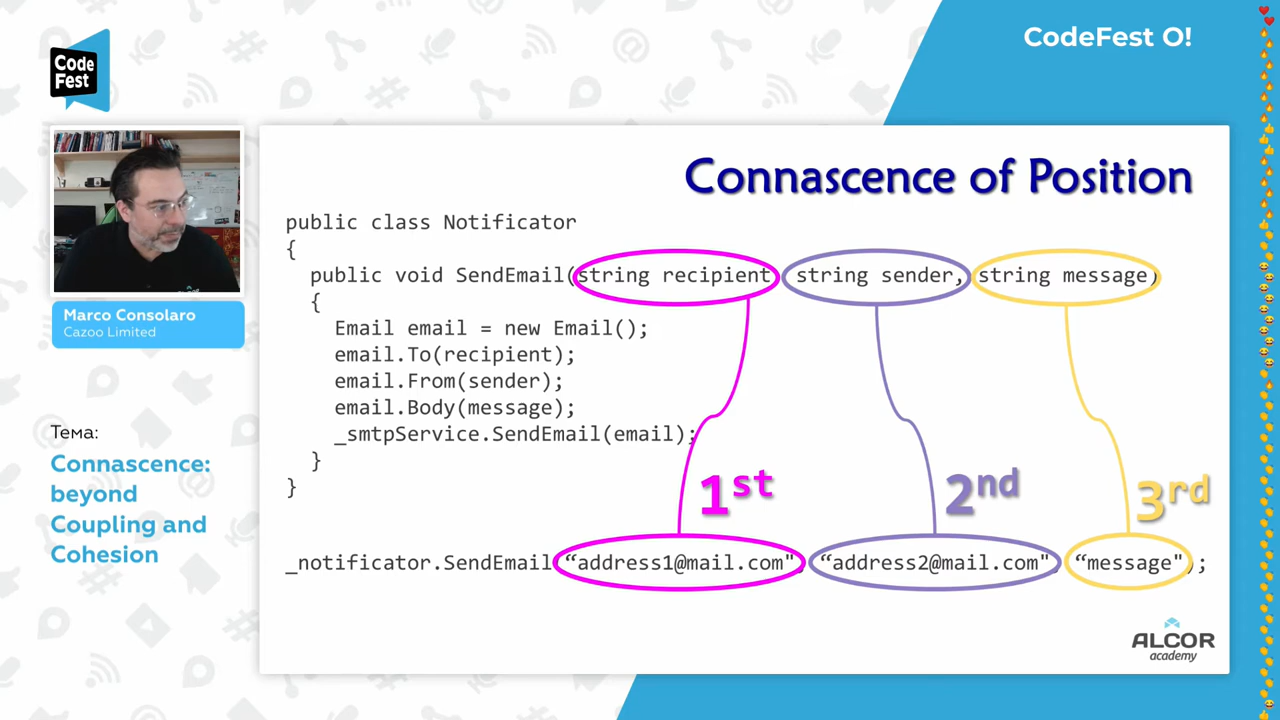 CodeFest O!
Code
Fest
Connascence of Position
public class Notificator
{
public void SendEmail(string recipient string sender, string message)
{
Email email = new Email();
email.To(recipient);
email.From(sender);
email.Body(message);
_smtpService.SendEmail(email);
}
}
1st
2nd
3rd
_notificator.SendEmail “address1@mail.com" “address2@mail.com" “message");
ALCOR
academy
Marco Consolaro
Cazoo Limited
Тема:
Connascence:
beyond
Coupling and
Cohesion